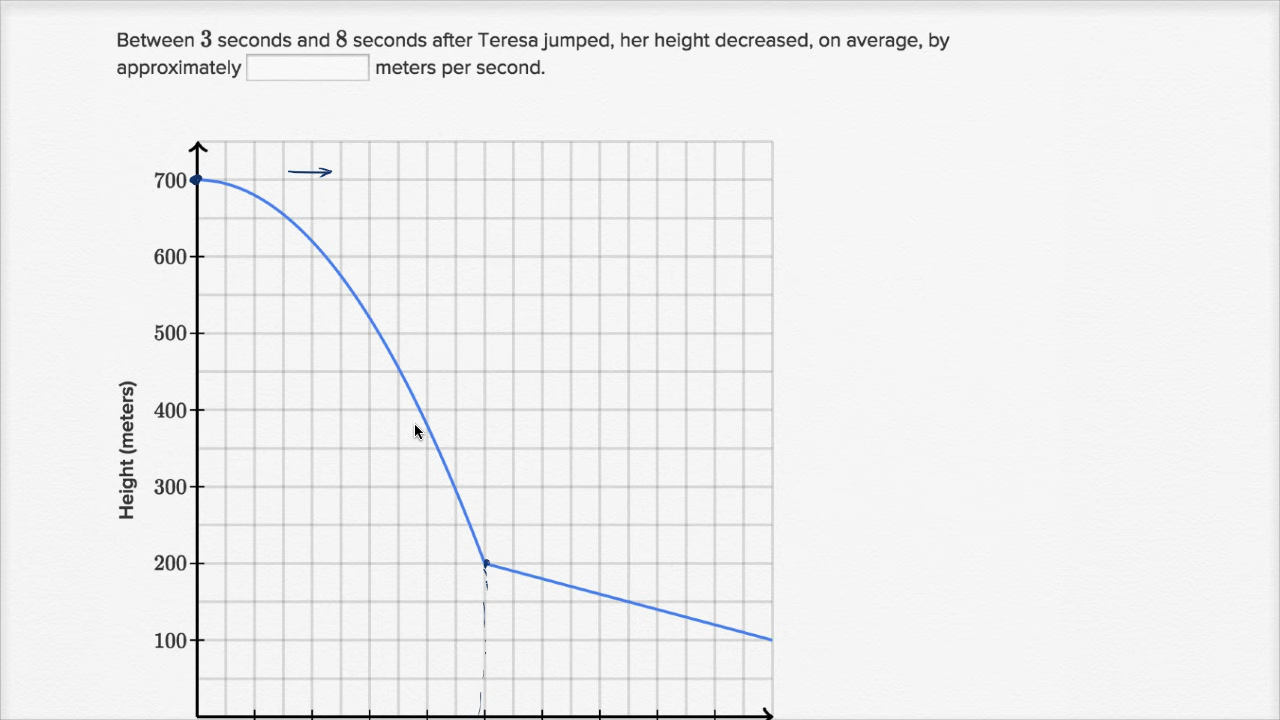 Between 3 seconds and 8 seconds after Teresa jumped, her height decreased, on average, by
approximately meters per second.
700
600
500
400
300
200
100
Height (meters)